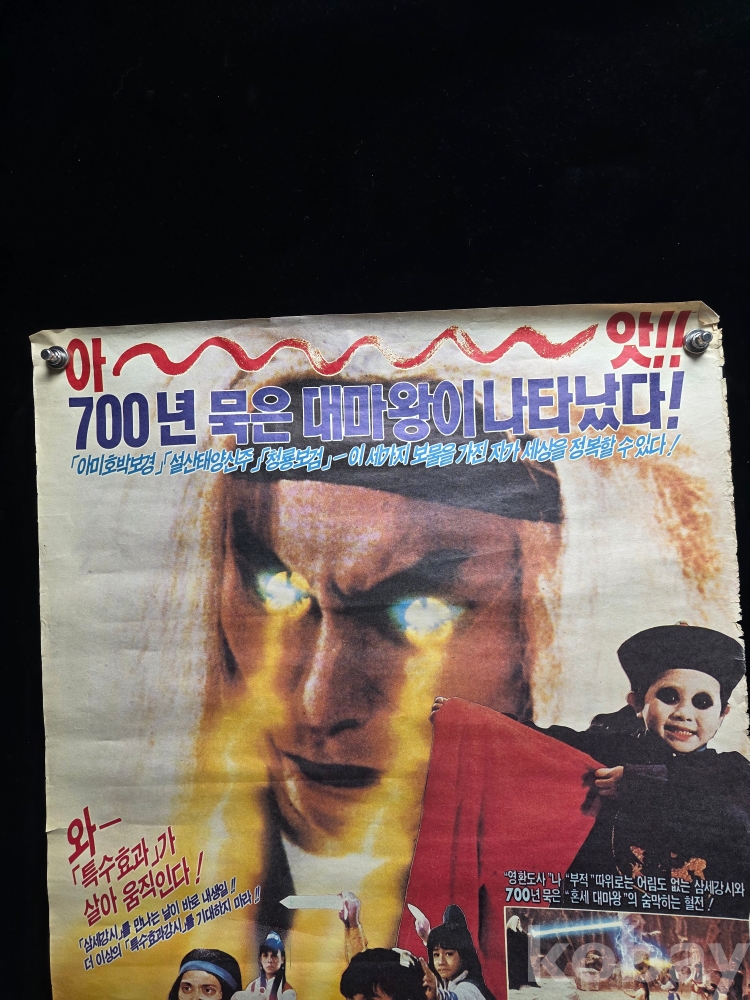 아~앗!!
700년 묵은 대마왕이 나타났다!
「아미호박보경」「설산태양신주」「청룡보검」— 이 세가지 보물을 가진 자가 세상을 정복할 수 있다!
와—
「특수효과」가
살아 움직인다!
「삼세강시」를 만나는 날이 바로 내생일!!
더 이상의 「특수효과강시」를 기대하지 마라!!
"영환도사"나 "부적"따위로는 어림도 없는 삼세강시와
700년 묵은 "혼세 대마왕"의 숨막히는 혈전!
kobay